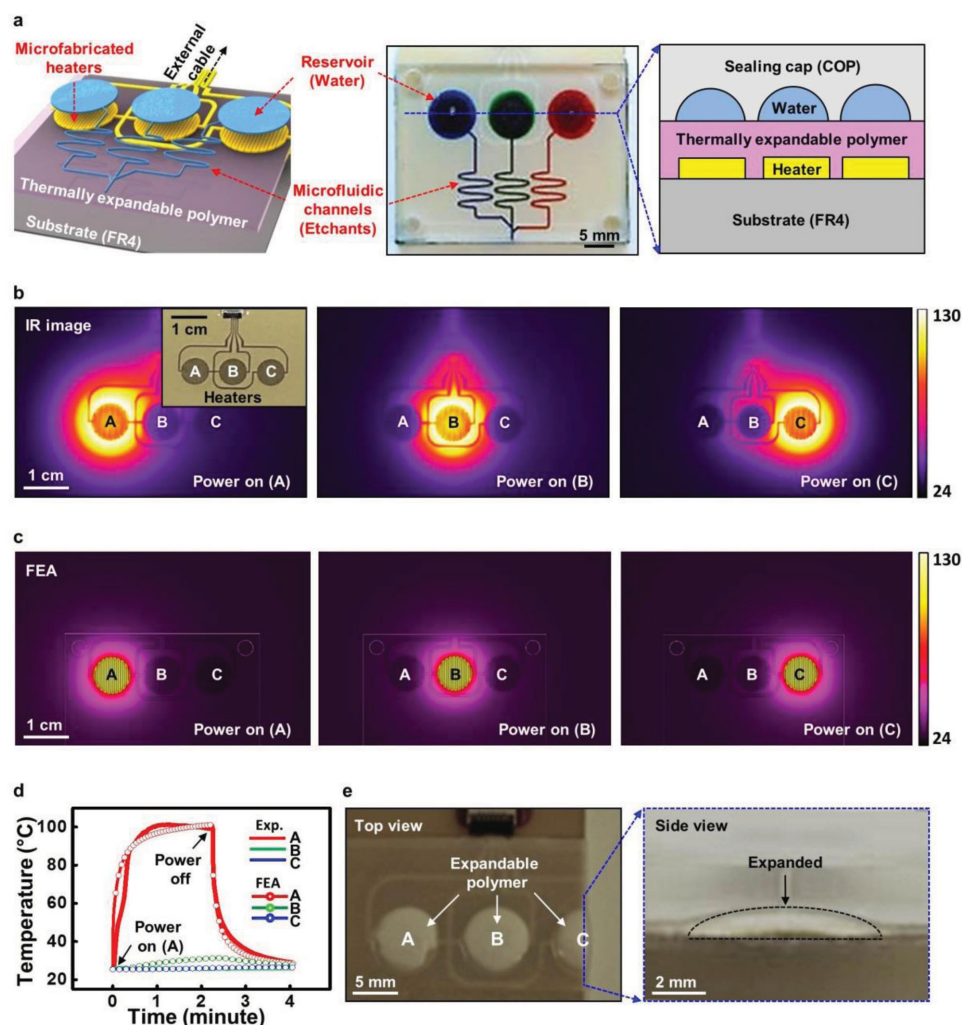 a
Microfabricated
heaters
External
cable
Reservoir
(Water)
Microfluidic
channels
(Etchants)
Thermally expandable polymer
Substrate (FR4)
5 mm
Sealing cap (COP)
Water
Thermally expandable polymer
Heater
Substrate (FR4)
b
IR image
1 cm
A B C
Heaters
A B C
1 cm
Power on (A)
B
Power on (B)
B C
Power on (C)
130
24
c
FEA
A B C
1 cm
Power on (A)
A B C
Power on (B)
A B C
Power on (C)
130
24
d
Temperature (°C)
100
80
60
40
20
Exp.
A
B
C
FEA
A
B
C
Power
off
Power
on (A)
0 1 2 3 4
Time (minute)
e
Top view
Expandable
polymer
A B C
5 mm
Side view
Expanded
2 mm